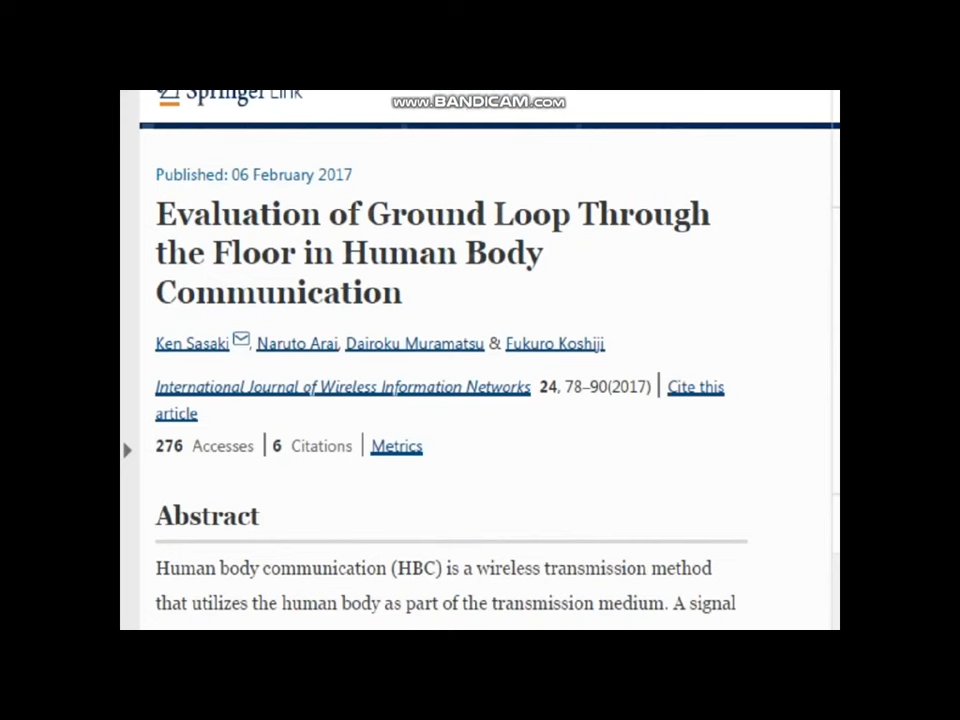 Springer Link
www.BANDICAM.com
Published: 06 February 2017
Evaluation of Ground Loop Through
the Floor in Human Body
Communication
Ken Sasaki, Naruto Arai, Dairoku Muramatsu & Fukuro Koshiji
International Journal of Wireless Information Networks 24, 78–90(2017) | Cite this
article
276 Accesses | 6 Citations | Metrics
Abstract
Human body communication (HBC) is a wireless transmission method
that utilizes the human body as part of the transmission medium. A signal